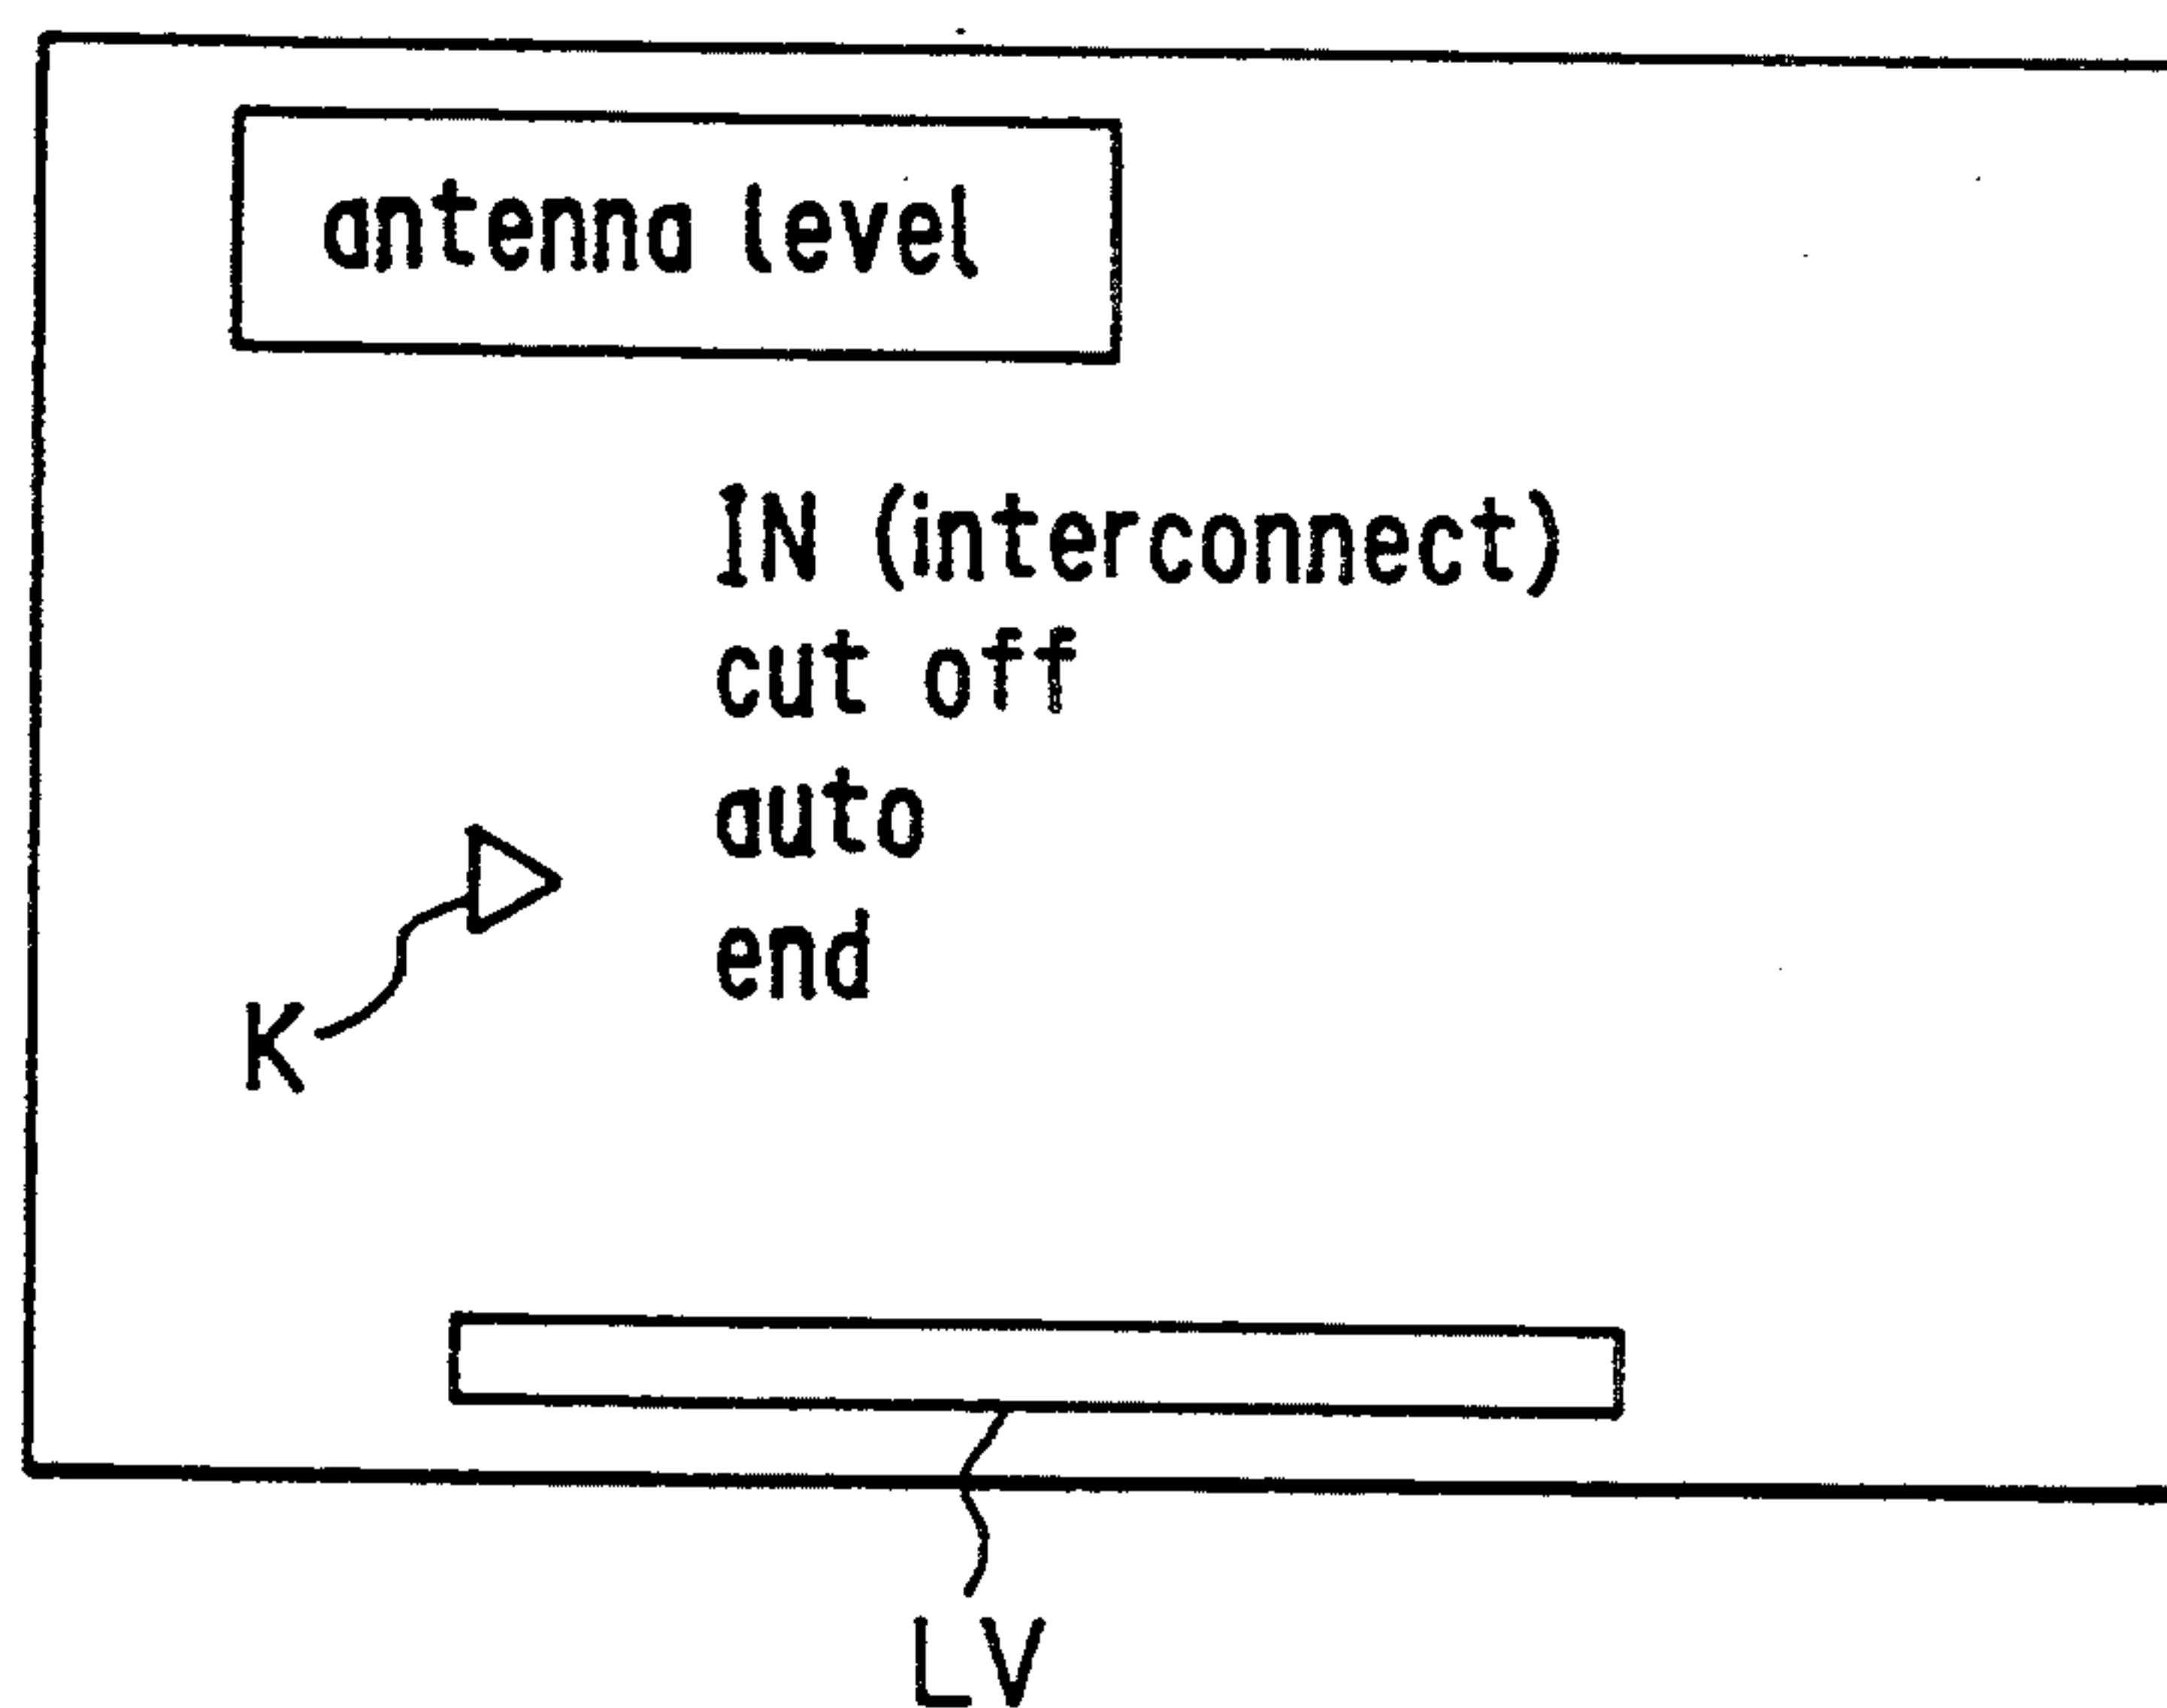 antenna level
IN (interconnect)
cut off
auto
end
K
LV